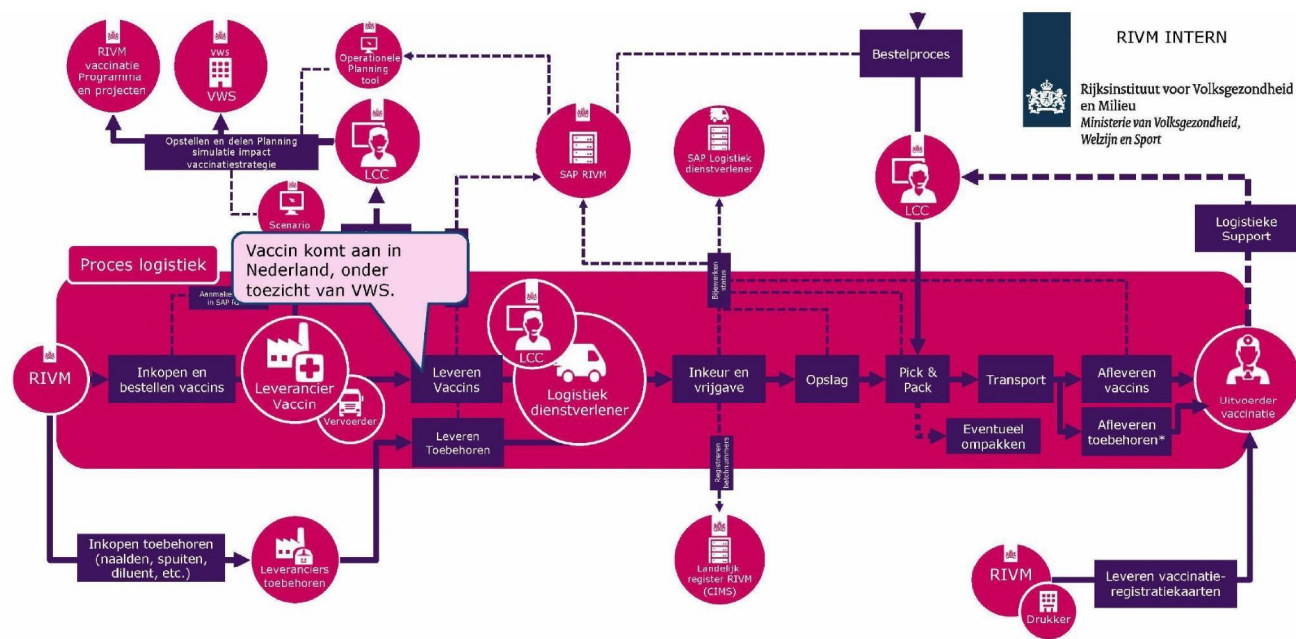 RIVM
vaccinatie
Programma
en projecten
vws
VWS
Operationele
Planning
tool
Opstellen en delen Planning
simulatie impact
vaccinatiestrategie
LCC
Scenario
SAP RIVM
SAP Logistiek
dienstverlener
Bestelproces
LCC
RIVM INTERN
Rijksinstituut voor Volksgezondheid
en Milieu
Ministerie van Volksgezondheid,
Welzijn en Sport
Logistieke
Support
Proces logistiek
Vaccin komt aan in
Nederland, onder
toezicht van VWS.
in SAP
Bijwerken
status
RIVM
Inkopen en
bestellen vaccins
Leverancier
Vaccin
Vervoerder
Leveren
Vaccins
LCC
Logistiek
dienstverlener
Inkeur en
vrijgave
Opslag
Pick &
Pack
Transport
Afleveren
vaccins
Uitvoerder
vaccinatie
Leveren
Toebehoren
Eventueel
ompakken
Afleveren
toebehoren*
Registreren
batchnummers
Inkopen toebehoren
(naalden, spuiten,
diluent, etc.)
Leveranciers
toebehoren
Landelijk
register RIVM
(CIMS)
RIVM
Drukker
Leveren vaccinatie-
registratiekaarten